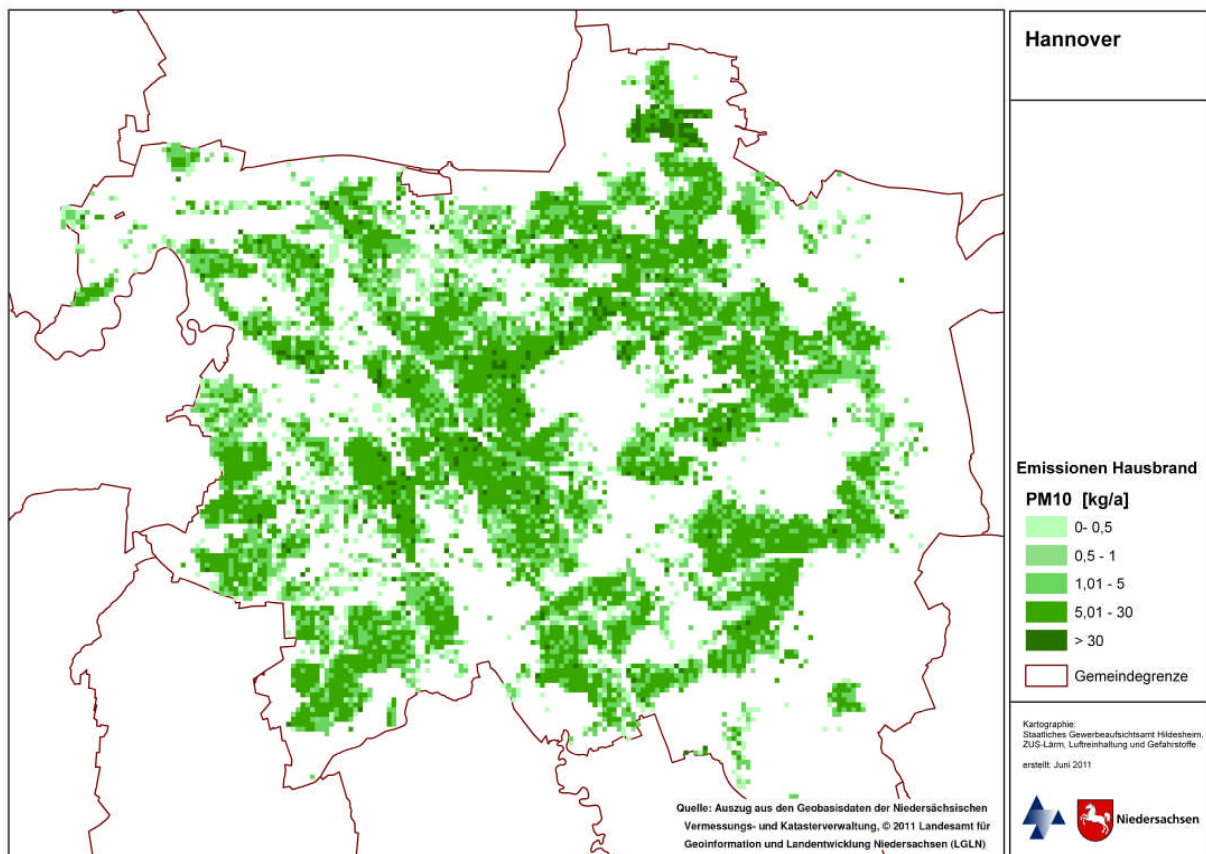 Hannover
Emissionen Hausbrand
PM10 [kg/a]
0- 0,5
0,5 - 1
1,01 - 5
5,01 - 30
> 30
Gemeindegrenze
Kartographie:
Staatliches Gewerbeaufsichtsamt Hildesheim,
ZUS-Lärm, Luftreinhaltung und Gefahrstoffe
erstellt: Juni 2011
Niedersachsen
Quelle: Auszug aus den Geobasisdaten der Niedersächsischen
Vermessungs- und Katasterverwaltung, © 2011 Landesamt für
Geoinformation und Landentwicklung Niedersachsen (LGLN)